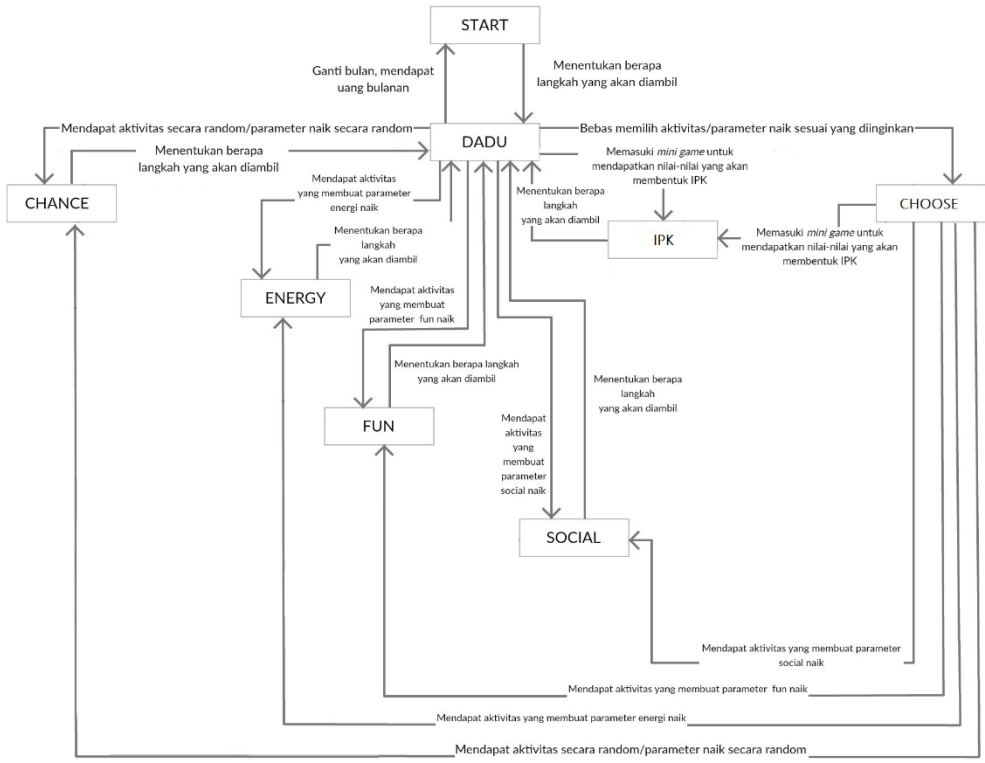 START
Ganti bulan, mendapat
uang bulanan
Menentukan berapa
langkah yang akan diambil
Mendapat aktivitas secara random/parameter naik secara random
DADU
Bebas memilih aktivitas/parameter naik sesuai yang diinginkan
Menentukan berapa
langkah yang akan diambil
Memasuki mini game untuk
mendapatkan nilai-nilai yang akan
membentuk IPK
CHANCE
Mendapat aktivitas
yang membuat parameter
energi naik
Menentukan berapa
langkah
yang akan diambil
CHOOSE
Menentukan berapa
langkah
yang akan diambil
IPK
Memasuki mini game untuk
mendapatkan nilai-nilai yang akan
membentuk IPK
ENERGY
Mendapat aktivitas
yang membuat
parameter fun naik
Menentukan berapa langkah
yang akan diambil
Menentukan berapa
langkah
yang akan diambil
FUN
Mendapat
aktivitas
yang
membuat
parameter
social naik
SOCIAL
Mendapat aktivitas yang membuat parameter
social naik
Mendapat aktivitas yang membuat parameter fun naik
Mendapat aktivitas yang membuat parameter energi naik
Mendapat aktivitas secara random/parameter naik secara random